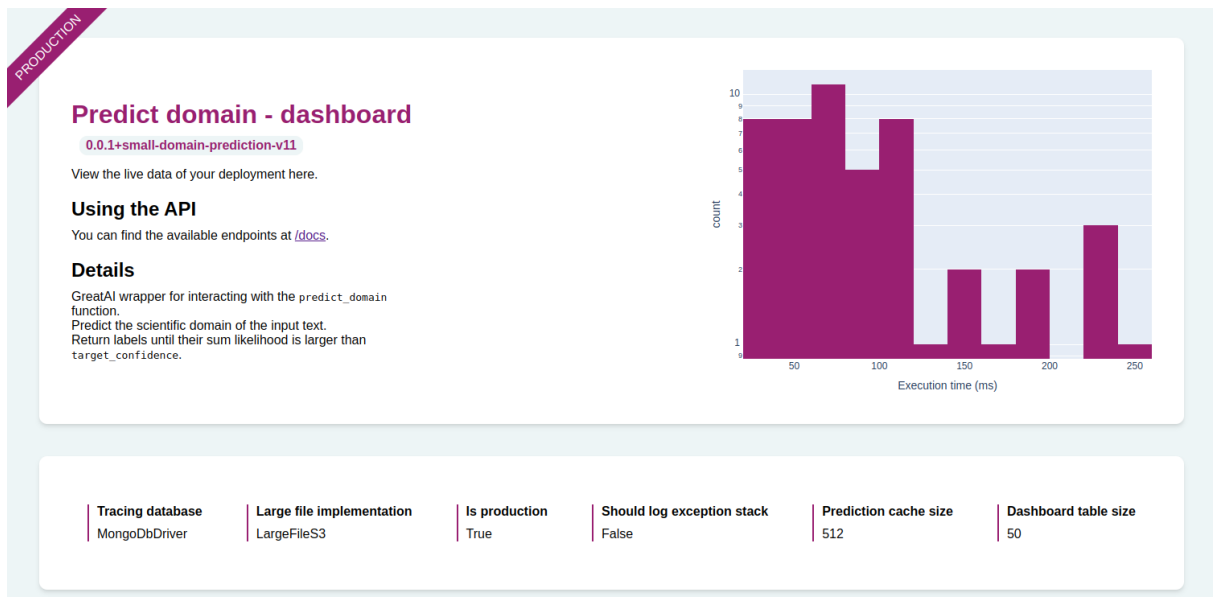 PRODUCTION
Predict domain - dashboard
0.0.1+small-domain-prediction-v11
View the live data of your deployment here.
Using the API
You can find the available endpoints at /docs.
Details
GreatAI wrapper for interacting with the predict_domain
function.
Predict the scientific domain of the input text.
Return labels until their sum likelihood is larger than
target_confidence.
10
9
8
7
6
5
4
3
2
1
9
count
50 100 150 200 250
Execution time (ms)
Tracing database
MongoDbDriver
Large file implementation
LargeFileS3
Is production
True
Should log exception stack
False
Prediction cache size
512
Dashboard table size
50